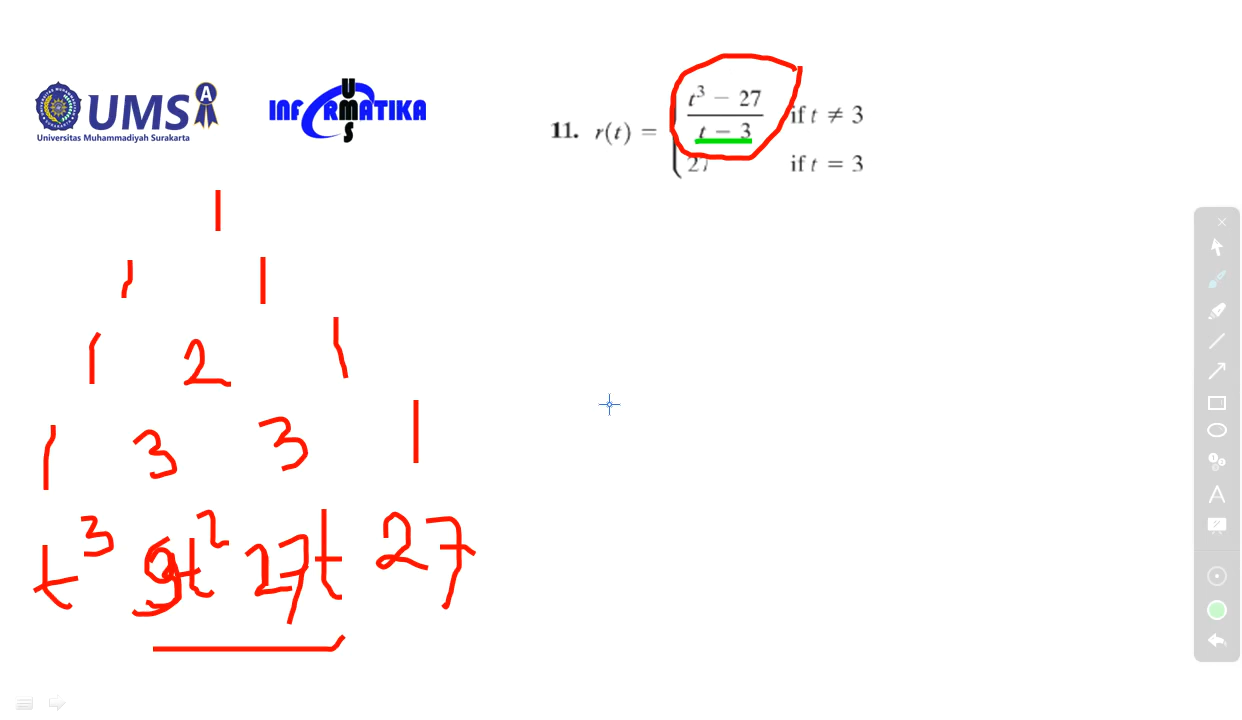 UMS A
Universitas Muhammadiyah Surakarta
INFORMATIKA
UMS
11. r(t) = { t³ − 27 / t − 3 if t ≠ 3
27 if t = 3
1
1 1
1 2 1
1 3 3 1
t³ 9t² 27t 27